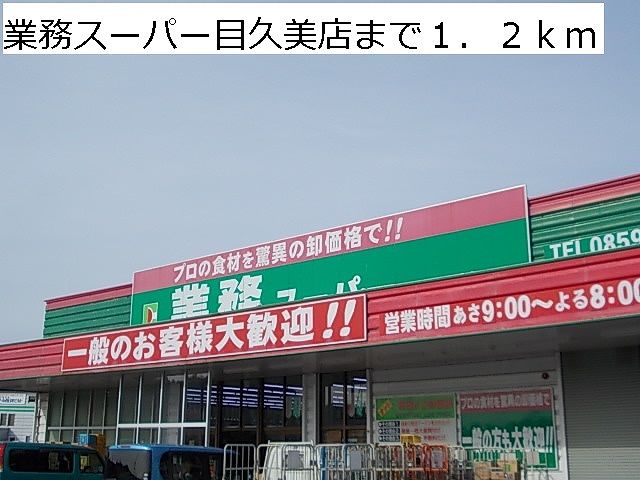 業務スーパー目久美店まで１．２ｋｍ
プロの食材を驚異の卸価格で!!
TEL0859
業務スーパー
一般のお客様大歓迎!!
営業時間あさ9:00～よる8:00
プロの食材を驚異の卸価格で
一般の方も大歓迎!!